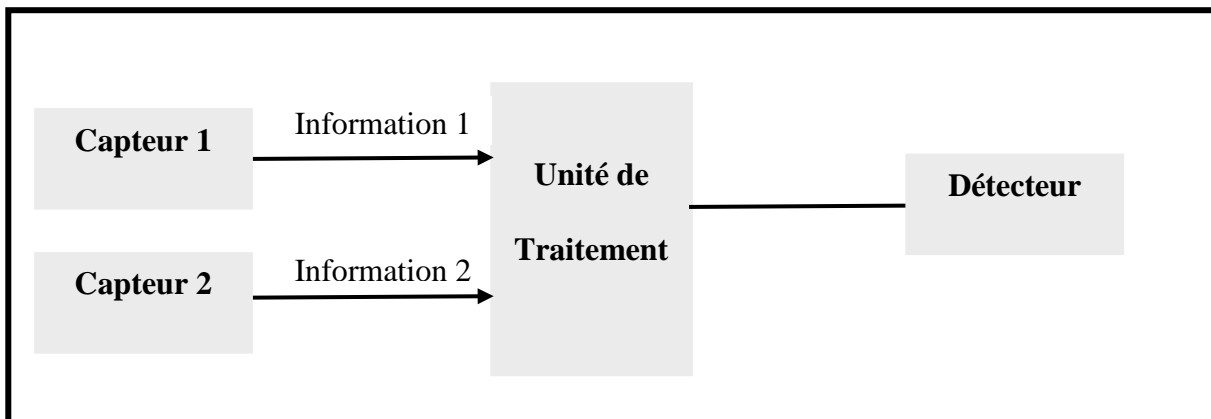 Capteur 1
Information 1
Capteur 2
Information 2
Unité de
Traitement
Détecteur